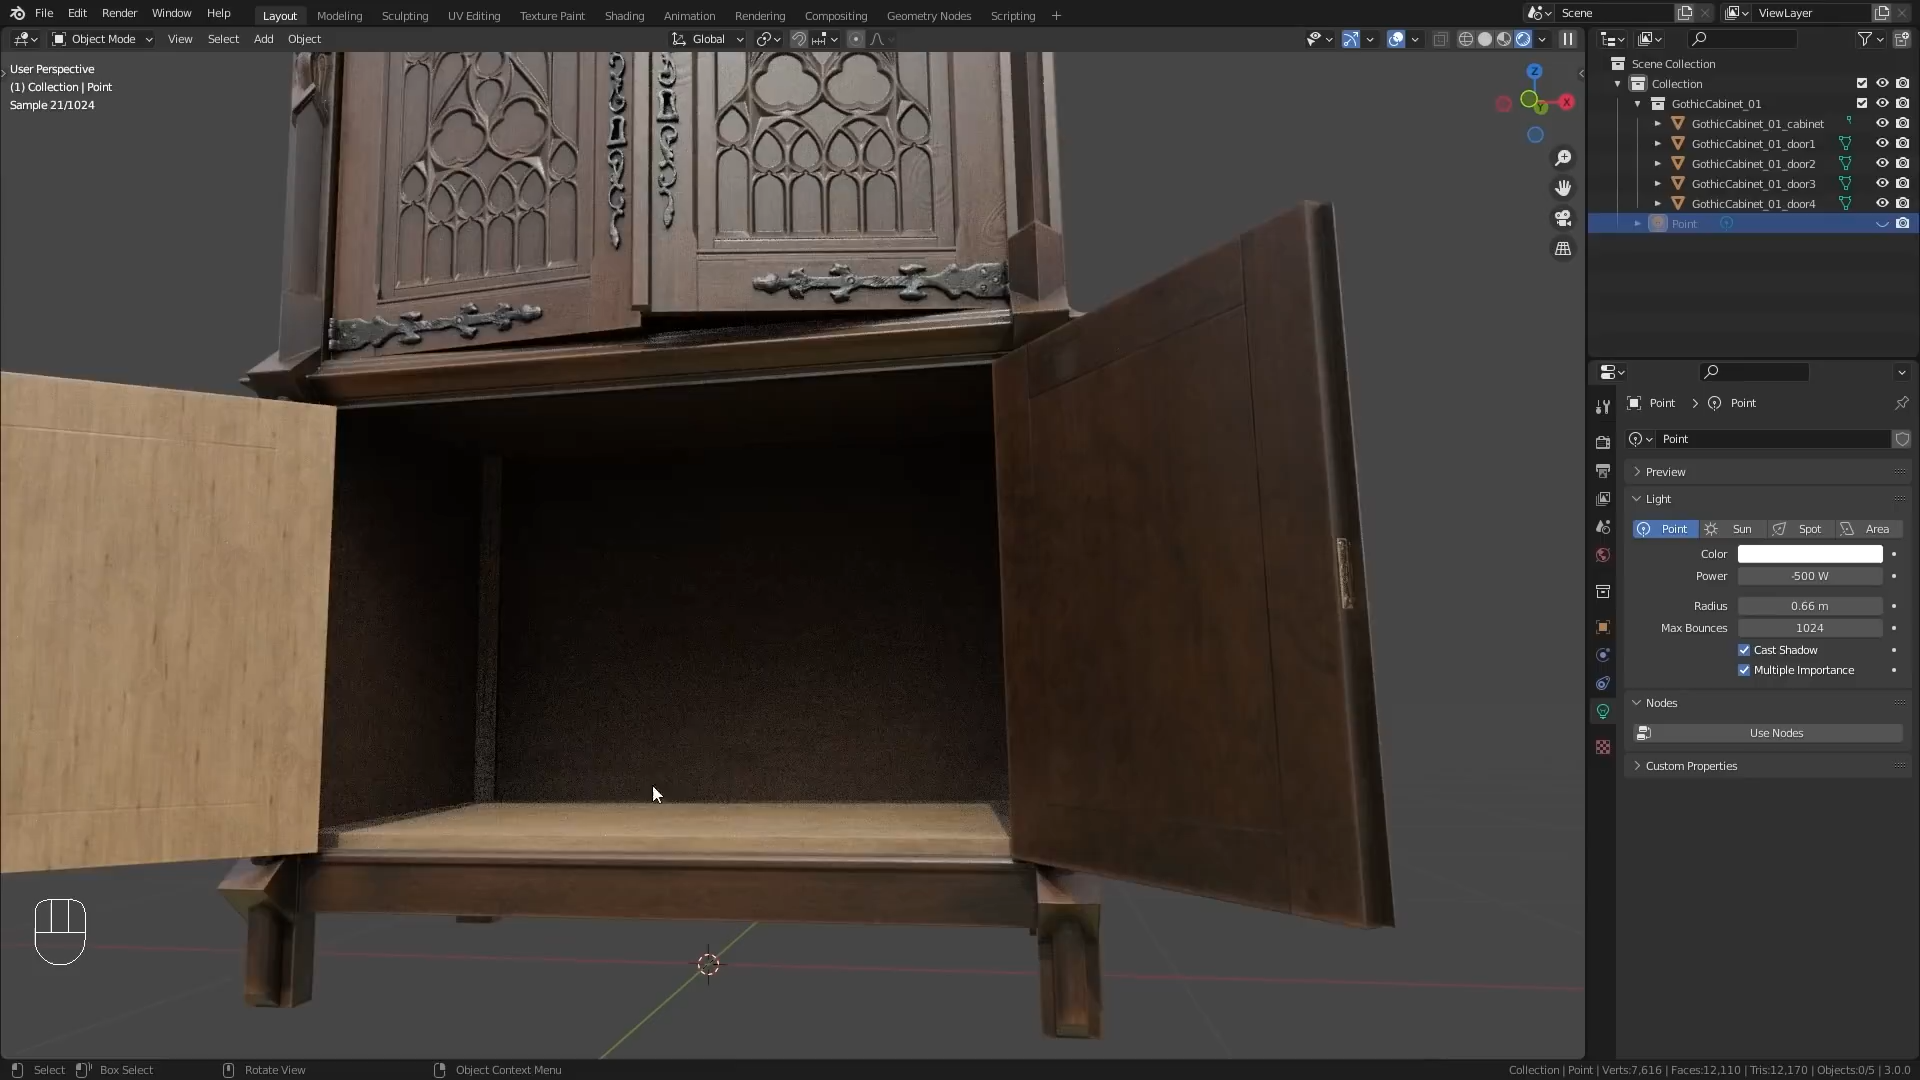 File Edit Render Window Help
Layout Modeling Sculpting UV Editing Texture Paint Shading Animation Rendering Compositing Geometry Nodes Scripting +
Scene
ViewLayer
Object Mode View Select Add Object
Global
User Perspective
(1) Collection | Point
Sample 21/1024
Z
X
Y
Scene Collection
Collection
GothicCabinet_01
GothicCabinet_01_cabinet
GothicCabinet_01_door1
GothicCabinet_01_door2
GothicCabinet_01_door3
GothicCabinet_01_door4
Point
Point > Point
Point
Preview
Light
Point Sun Spot Area
Color
Power -500 W
Radius 0.66 m
Max Bounces 1024
Cast Shadow
Multiple Importance
Nodes
Use Nodes
Custom Properties
Select Box Select Rotate View Object Context Menu
Collection | Point | Verts:7,616 | Faces:12,110 | Tris:12,170 | Objects:0/5 | 3.0.0